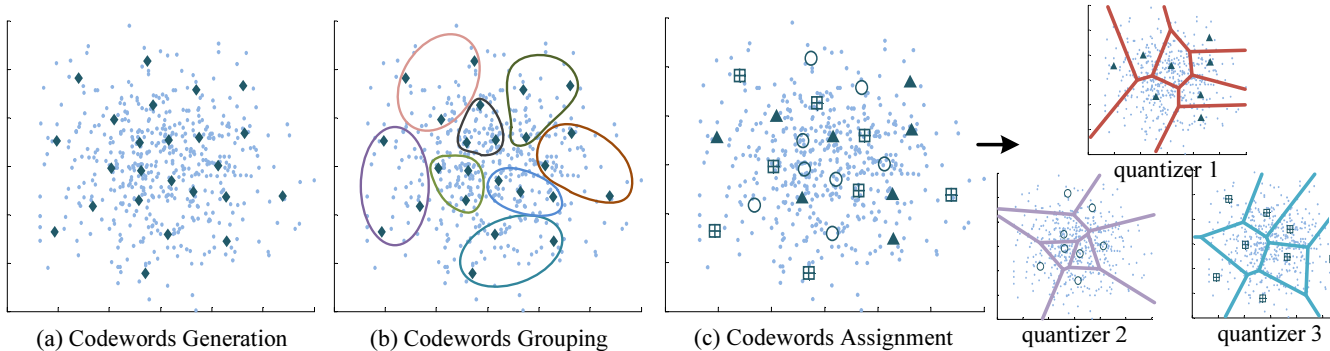 quantizer 1
quantizer 2
quantizer 3
(a) Codewords Generation
(b) Codewords Grouping
(c) Codewords Assignment